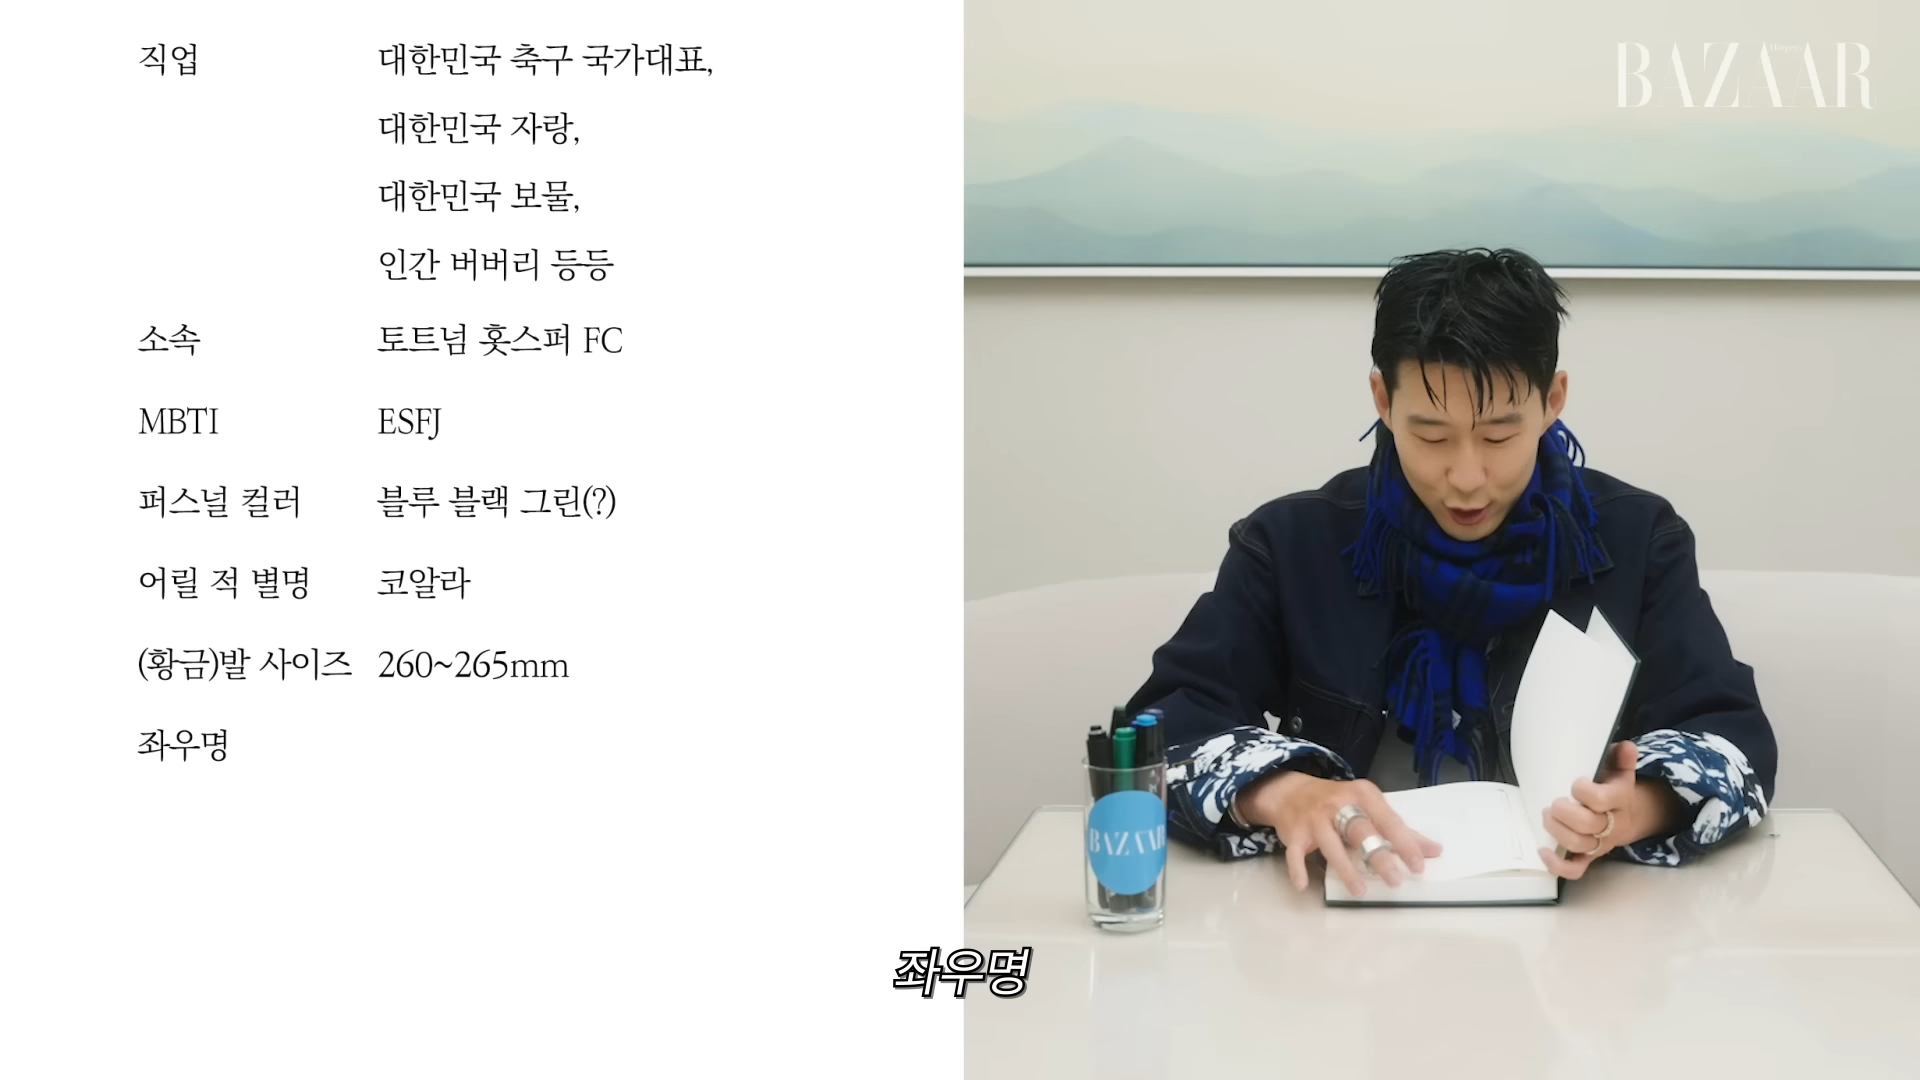 직업 대한민국 축구 국가대표,
대한민국 자랑,
대한민국 보물,
인간 버버리 등등
소속 토트넘 홋스퍼 FC
MBTI ESFJ
퍼스널 컬러 블루 블랙 그린(?)
어릴 적 별명 코알라
(황금)발 사이즈 260~265mm
좌우명
Harper's
BAZAAR
BAZAAR
좌우명